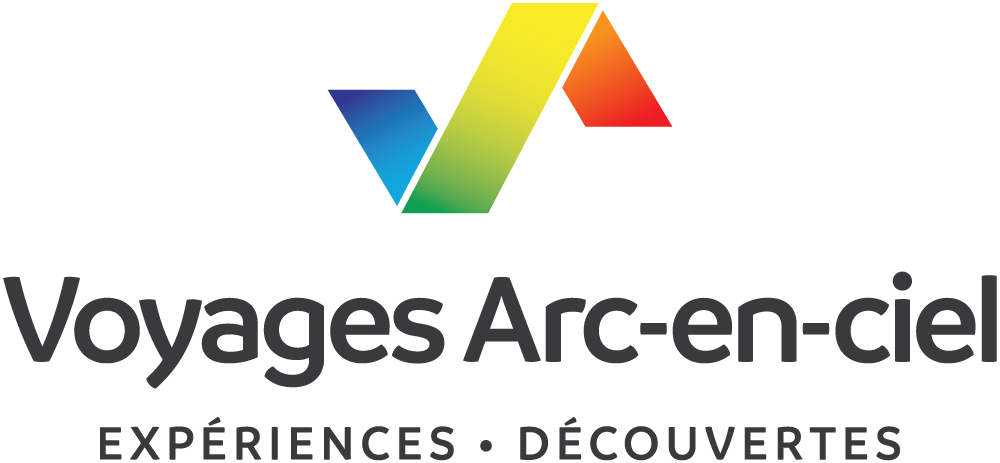 Voyages Arc-en-ciel
EXPÉRIENCES • DÉCOUVERTES